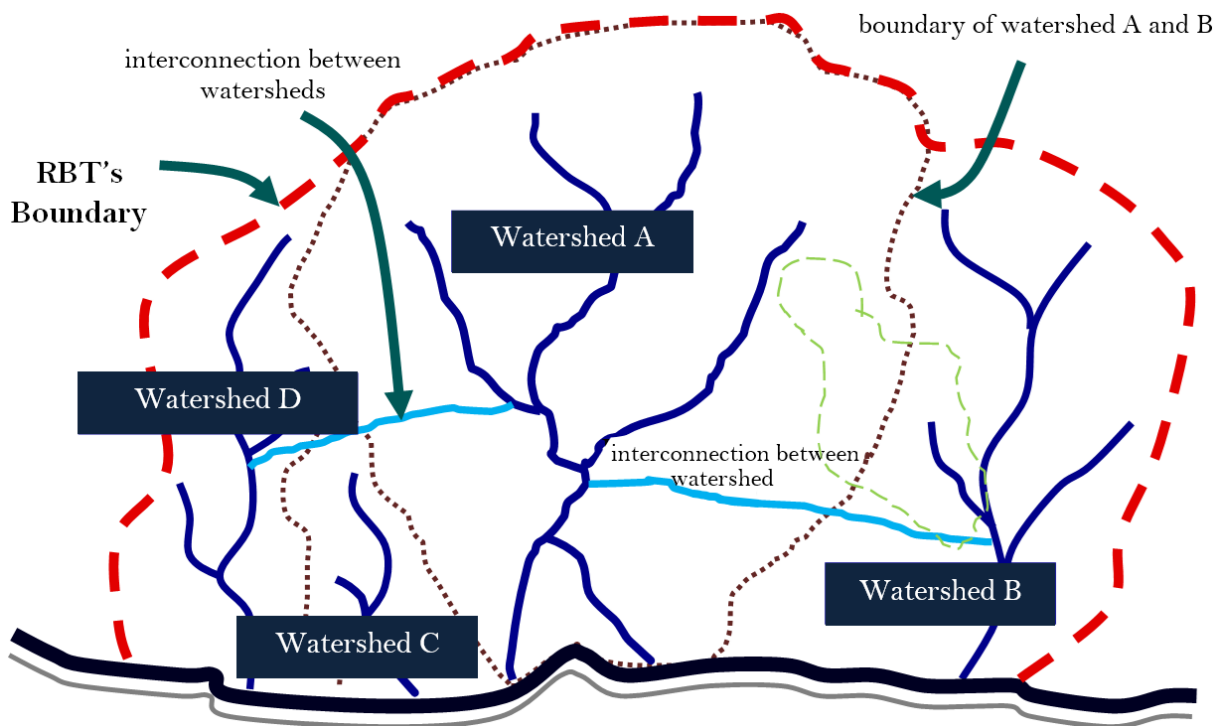 boundary of watershed A and B
interconnection between
watersheds
RBT's
Boundary
Watershed A
Watershed D
interconnection between
watershed
Watershed B
Watershed C